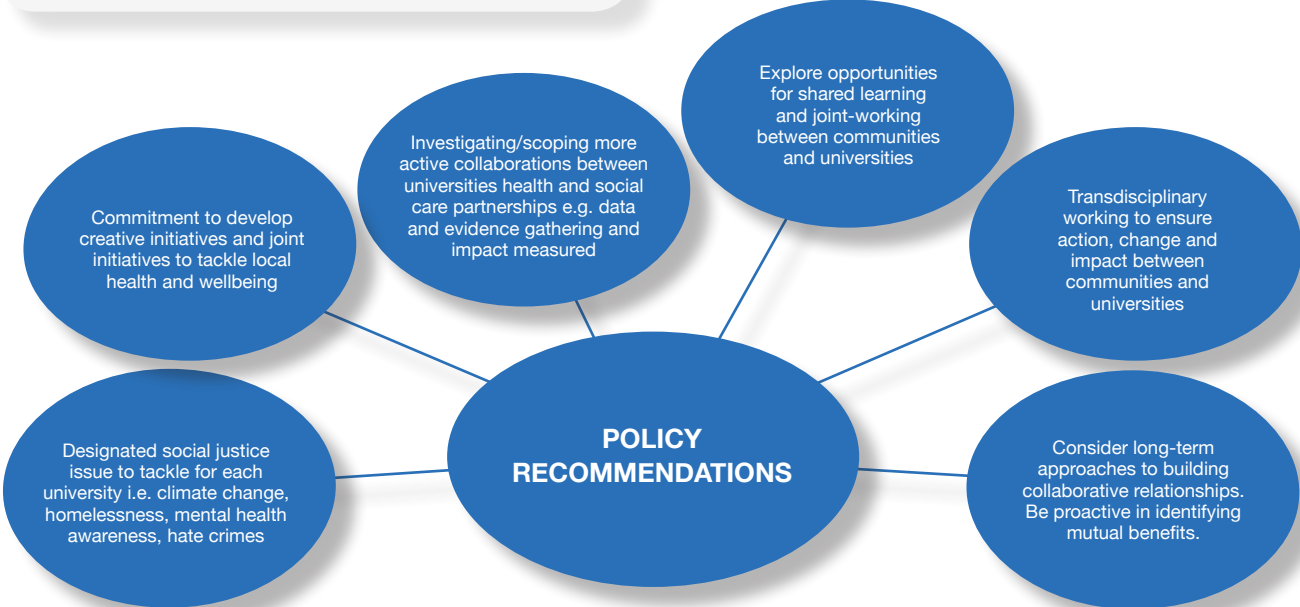 Explore opportunities
for shared learning
and joint-working
between communities
and universities
Investigating/scoping more
active collaborations between
universities health and social
care partnerships e.g. data
and evidence gathering and
impact measured
Transdisciplinary
working to ensure
action, change and
impact between
communities and
universities
Commitment to develop
creative initiatives and joint
initiatives to tackle local
health and wellbeing
POLICY
RECOMMENDATIONS
Designated social justice
issue to tackle for each
university i.e. climate change,
homelessness, mental health
awareness, hate crimes
Consider long-term
approaches to building
collaborative relationships.
Be proactive in identifying
mutual benefits.